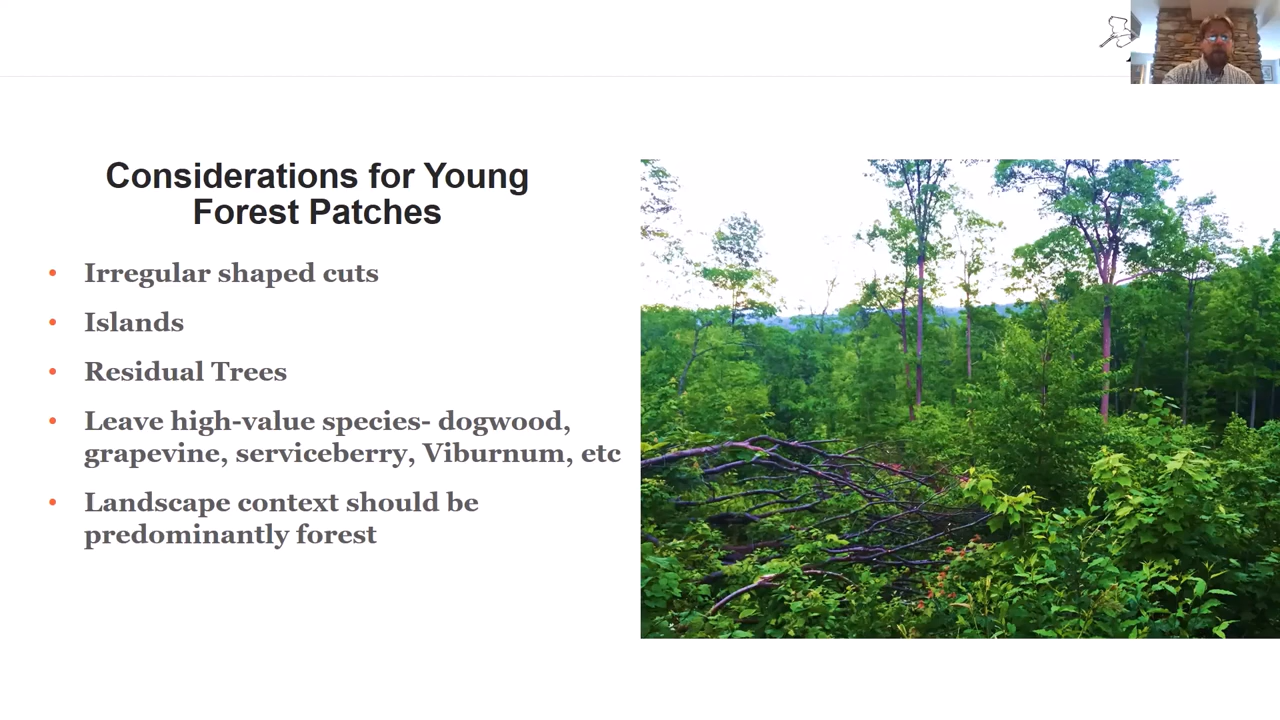 Considerations for Young
Forest Patches
• Irregular shaped cuts
• Islands
• Residual Trees
• Leave high-value species- dogwood,
grapevine, serviceberry, Viburnum, etc
• Landscape context should be
predominantly forest